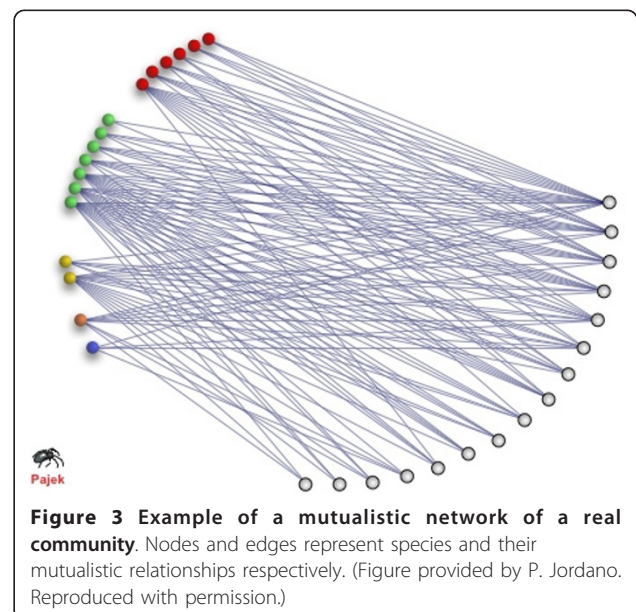 Pajek
Figure 3 Example of a mutualistic network of a real
community. Nodes and edges represent species and their
mutualistic relationships respectively. (Figure provided by P. Jordano.
Reproduced with permission.)